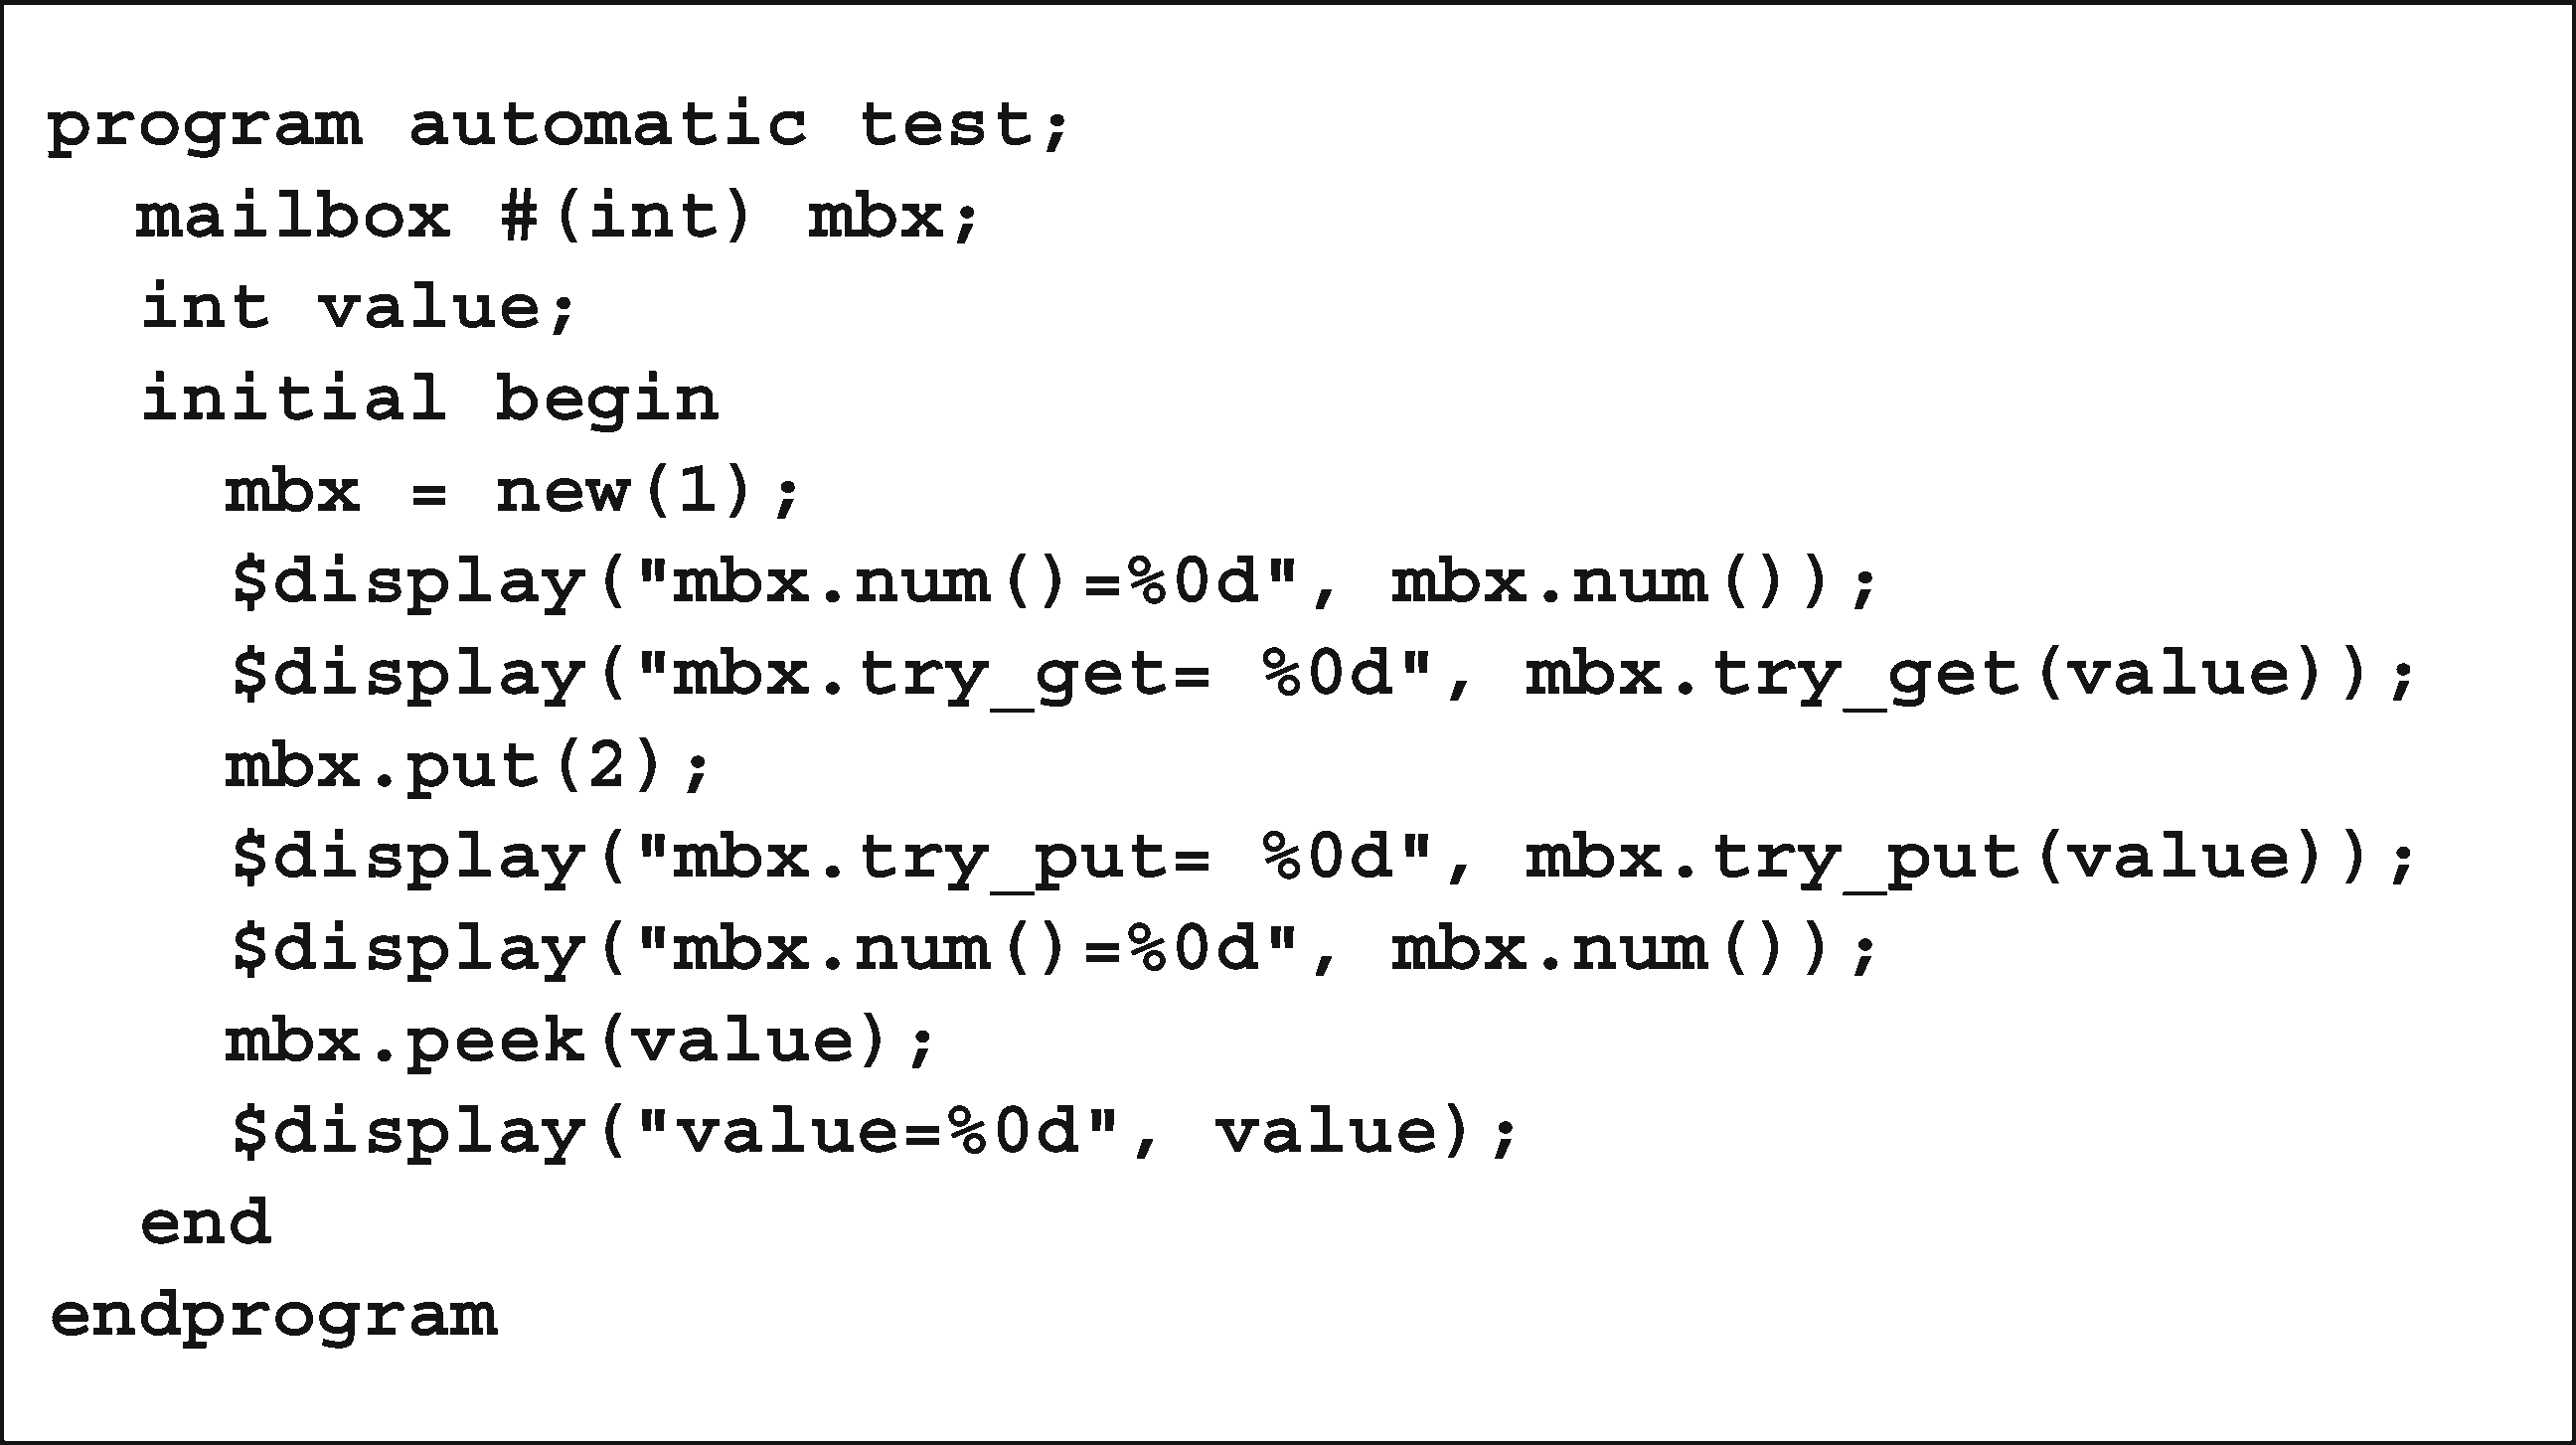 program automatic test;
mailbox #(int) mbx;
int value;
initial begin
mbx = new(1);
$display("mbx.num()=%0d", mbx.num());
$display("mbx.try_get= %0d", mbx.try_get(value));
mbx.put(2);
$display("mbx.try_put= %0d", mbx.try_put(value));
$display("mbx.num()=%0d", mbx.num());
mbx.peek(value);
$display("value=%0d", value);
end
endprogram